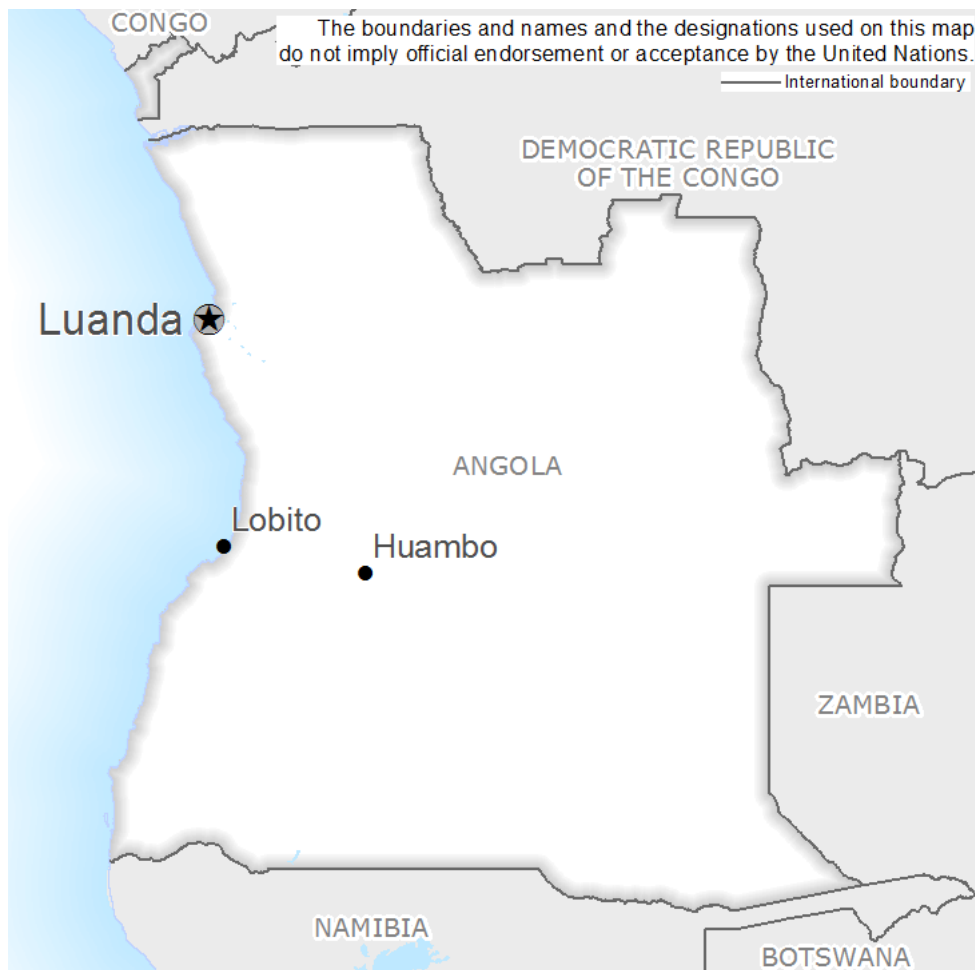 CONGO
The boundaries and names and the designations used on this map
do not imply official endorsement or acceptance by the United Nations.
International boundary
DEMOCRATIC REPUBLIC
OF THE CONGO
Luanda
ANGOLA
Lobito
Huambo
ZAMBIA
NAMIBIA
BOTSWANA